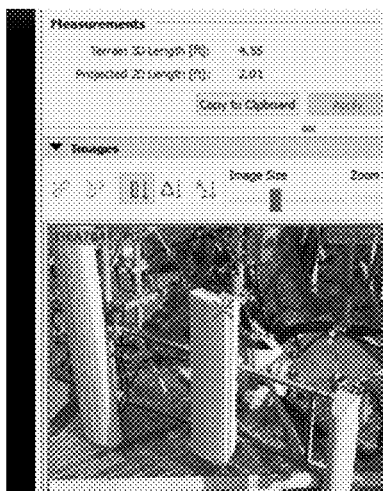 Measurements
Terrain 3D Length [ft]: 4.55
Projected 2D Length [ft]: 2.01
Copy to Clipboard
Images
Image Size Zoom